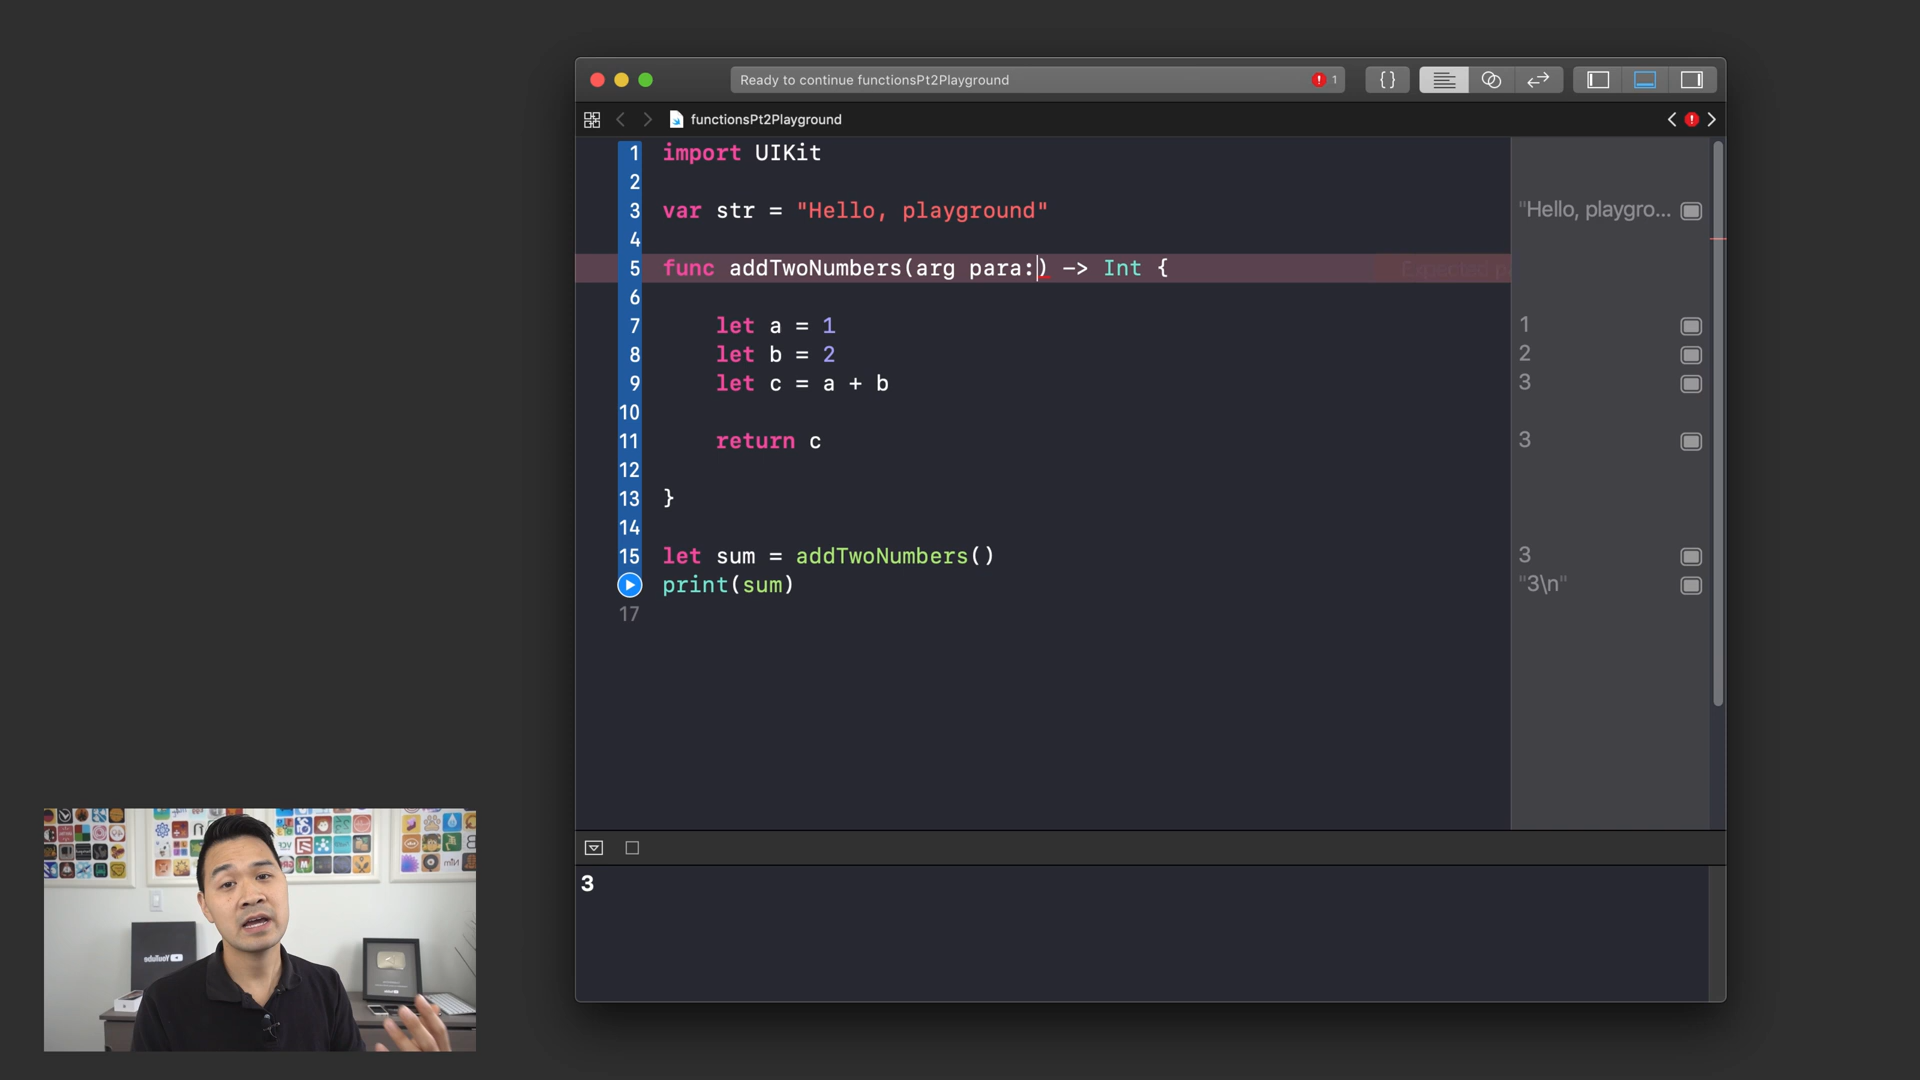 Ready to continue functionsPt2Playground
1
functionsPt2Playground
1 import UIKit
2
3 var str = "Hello, playground"
"Hello, playgro...
4
5 func addTwoNumbers(arg para:) -> Int {
Expected p
6
7 let a = 1
1
8 let b = 2
2
9 let c = a + b
3
10
11 return c
3
12
13 }
14
15 let sum = addTwoNumbers()
3
print(sum)
"3\n"
17
3